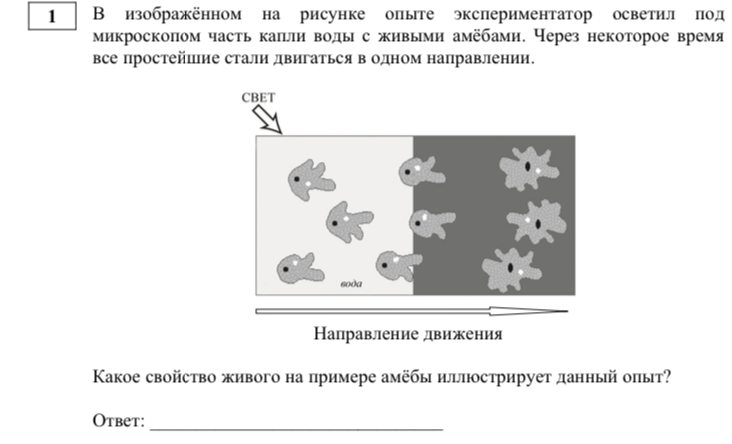 1 В изображённом на рисунке опыте экспериментатор осветил под
микроскопом часть капли воды с живыми амёбами. Через некоторое время
все простейшие стали двигаться в одном направлении.
СВЕТ
вода
Направление движения
Какое свойство живого на примере амёбы иллюстрирует данный опыт?
Ответ: ________________________________